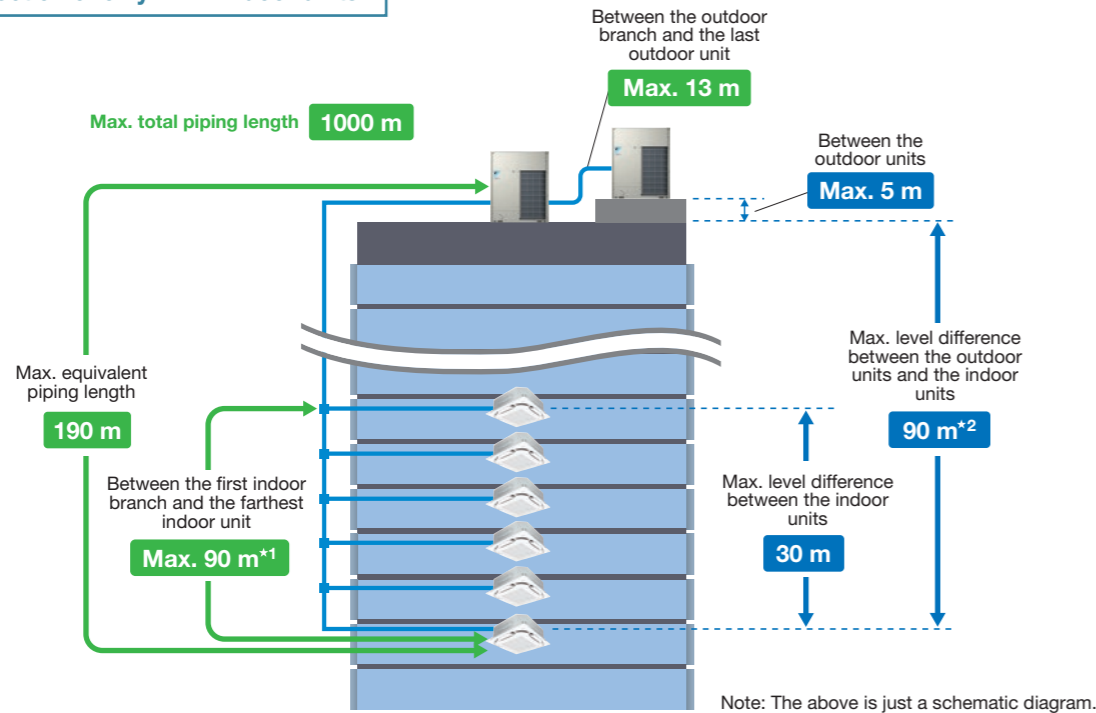 Between the outdoor
branch and the last
outdoor unit
Max. 13 m
Max. total piping length 1000 m
Between the
outdoor units
Max. 5 m
Max. equivalent
piping length
190 m
Between the first indoor
branch and the farthest
indoor unit
Max. 90 m*1
Max. level difference
between the outdoor
units and the indoor
units
90 m*2
Max. level difference
between the indoor
units
30 m
Note: The above is just a schematic diagram.